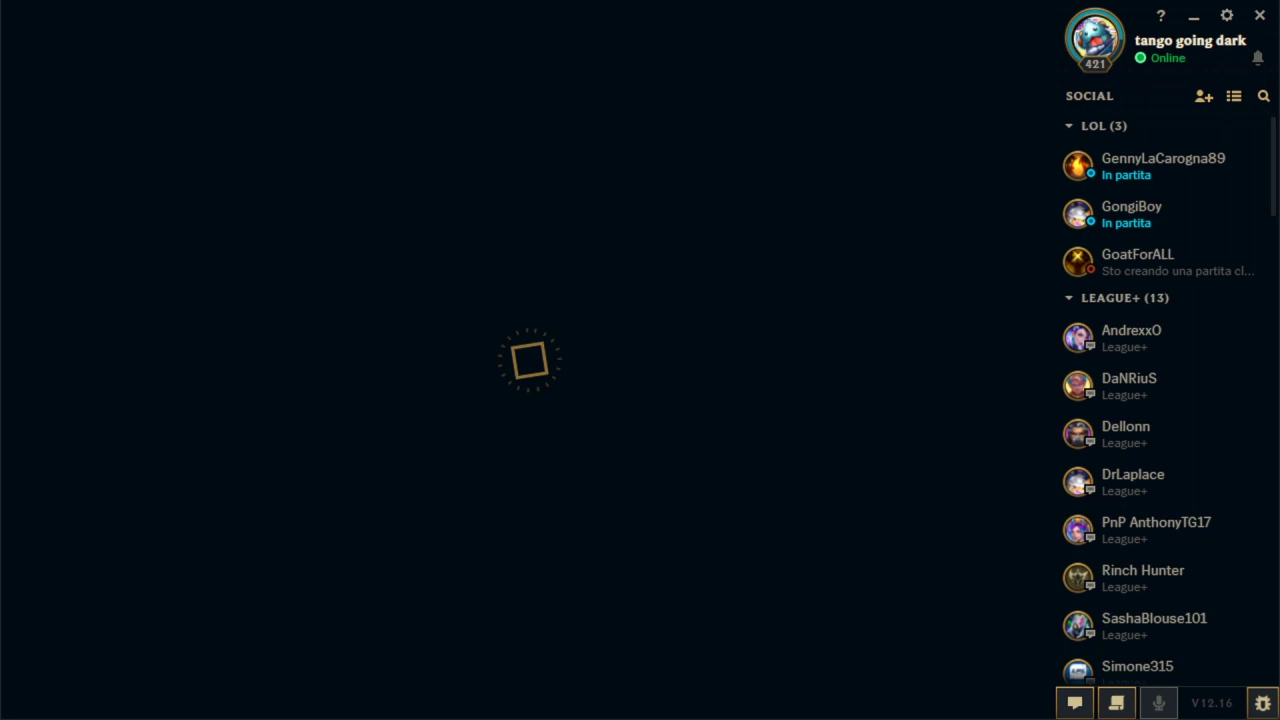 ?
tango going dark
Online
421
SOCIAL
LOL (3)
GennyLaCarogna89
In partita
GongiBoy
In partita
GoatForALL
Sto creando una partita cl...
LEAGUE+ (13)
AndrexxO
League+
DaNRiuS
League+
Dellonn
League+
DrLaplace
League+
PnP AnthonyTG17
League+
Rinch Hunter
League+
SashaBlouse101
League+
Simone315
League+
V12.16